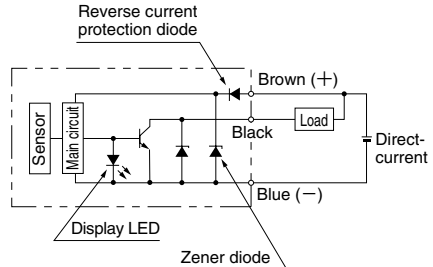 Reverse current
protection diode
Brown (+)
Sensor
Main circuit
Black
Load
Direct-
current
Blue (−)
Display LED
Zener diode